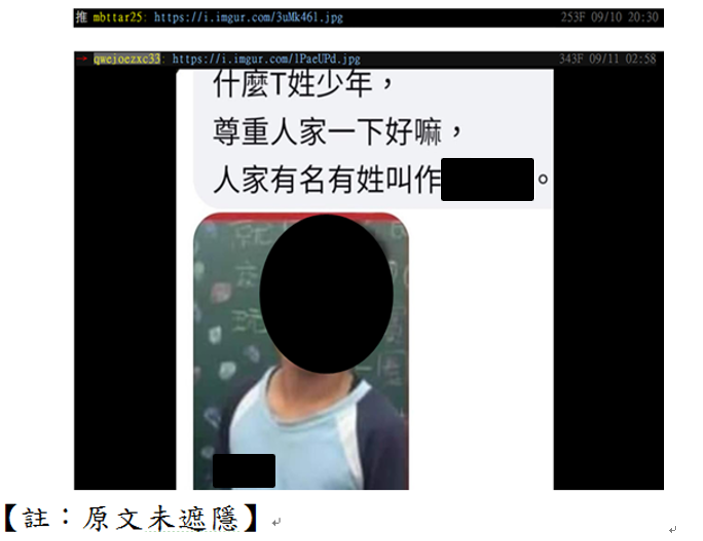 推 mbttar25: https://i.imgur.com/3uMk46l.jpg 253F 09/10 20:30
→ qwejoezxc33: https://i.imgur.com/lPaeUPd.jpg 343F 09/11 02:58
什麼T姓少年，
尊重人家一下好嘛，
人家有名有姓叫作 。
【註：原文未遮隱】